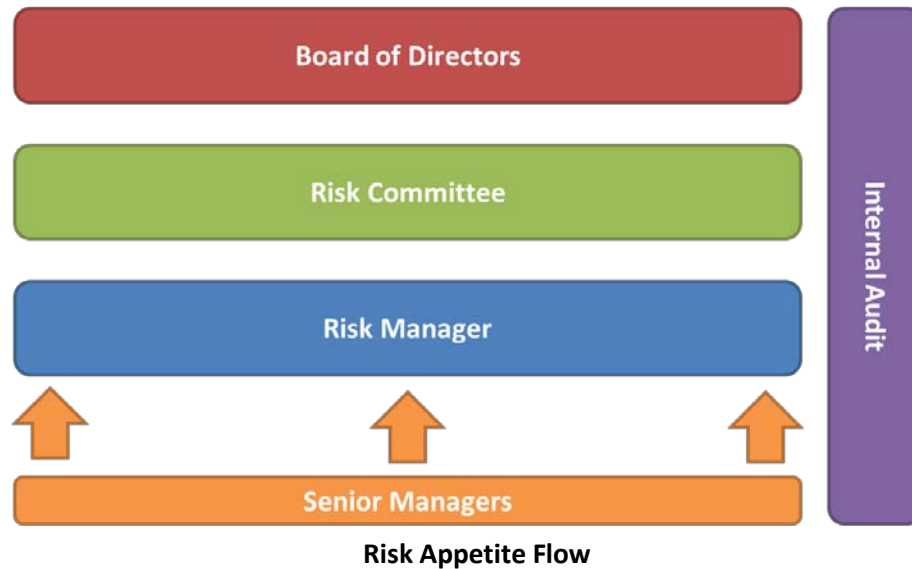 Board of Directors
Risk Committee
Risk Manager
Senior Managers
Internal Audit
Risk Appetite Flow